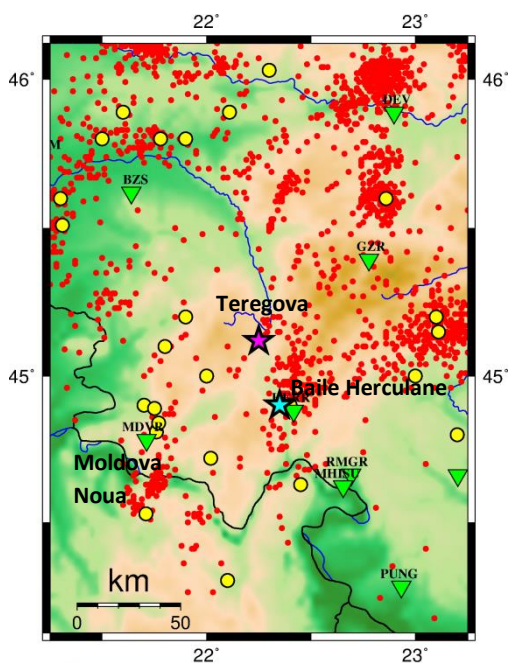 22˚ 23˚
46˚ 46˚
DEV
M
BZS
GZR
Teregova
45˚ 45˚
Baile Herculane
MDVR
Moldova
Noua
RMGR
MHISU
PUNG
km
0 50
22˚ 23˚